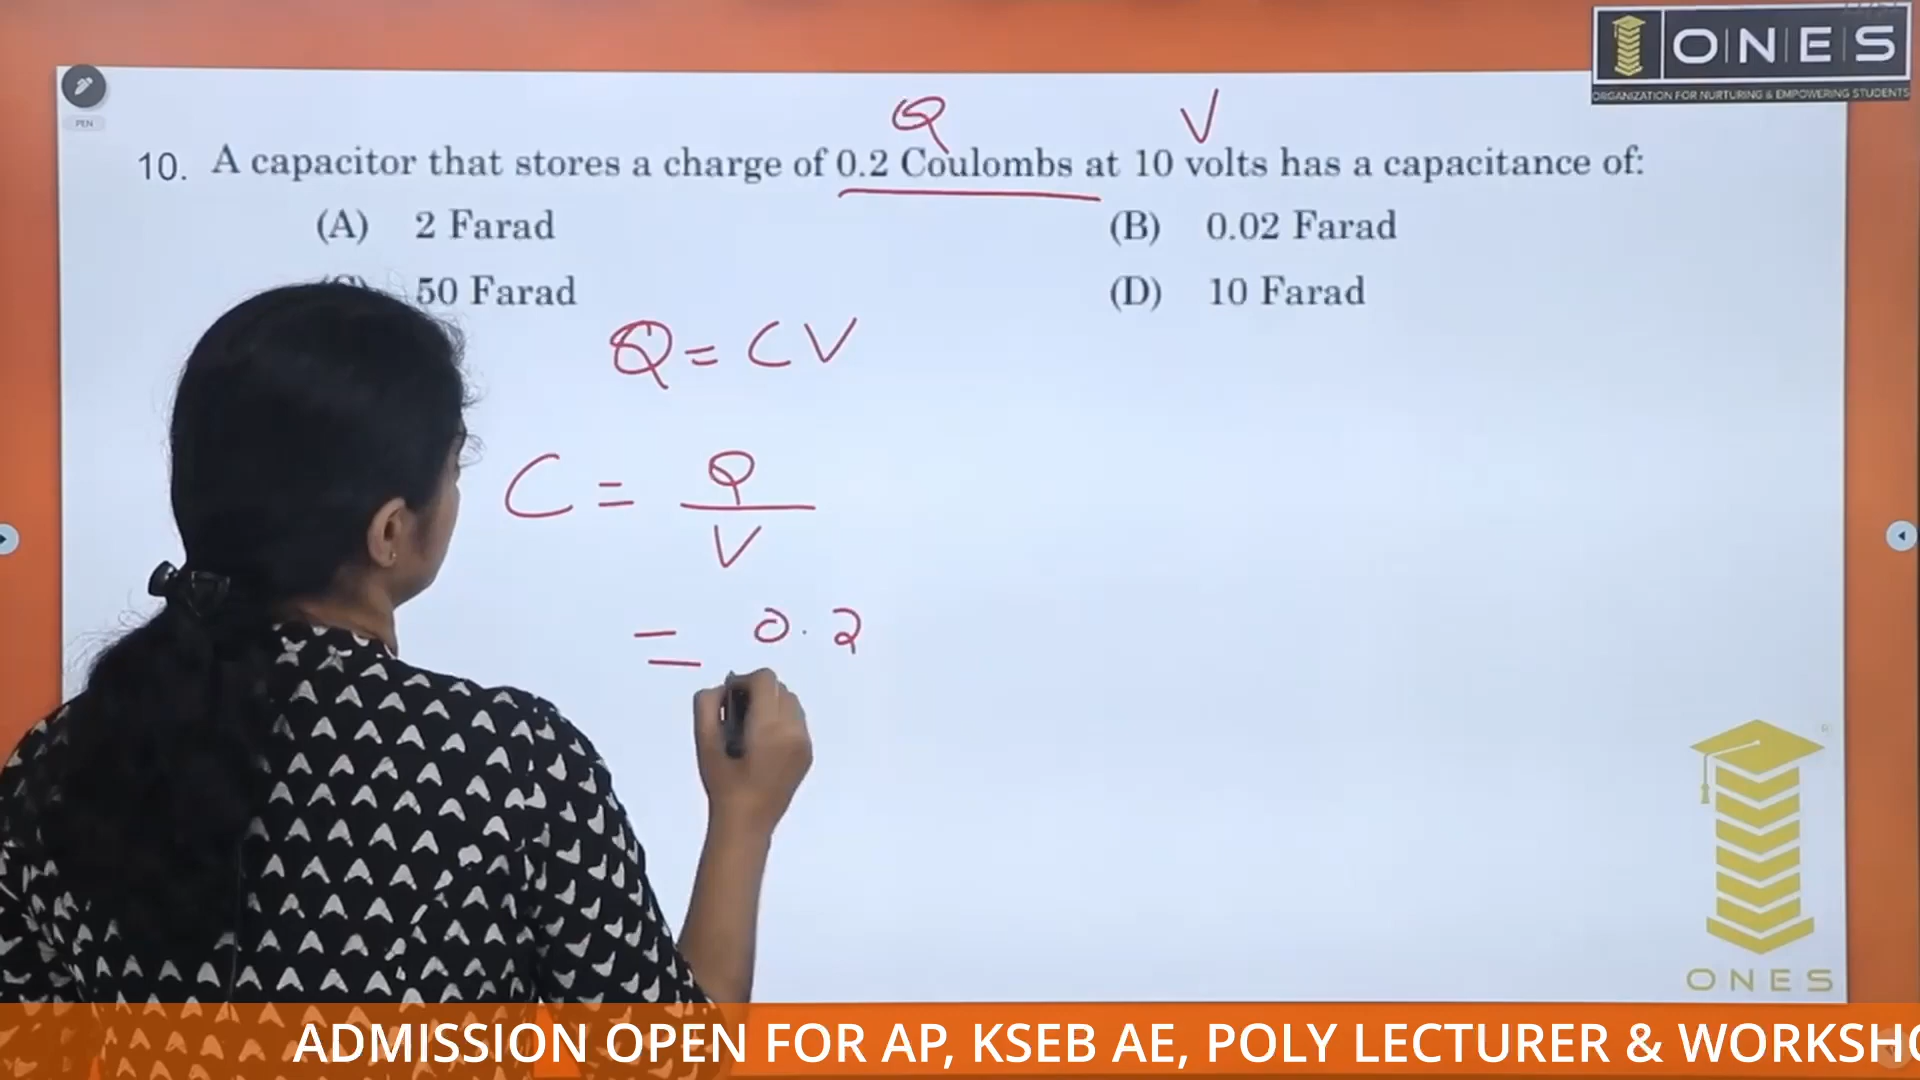 ONES
ORGANIZATION FOR NURTURING & EMPOWERING STUDENTS
PEN
Q V
10. A capacitor that stores a charge of 0.2 Coulombs at 10 volts has a capacitance of:
(A) 2 Farad (B) 0.02 Farad
50 Farad (D) 10 Farad
Q = CV
C = Q
V
= 0.2
ONES
ADMISSION OPEN FOR AP, KSEB AE, POLY LECTURER &